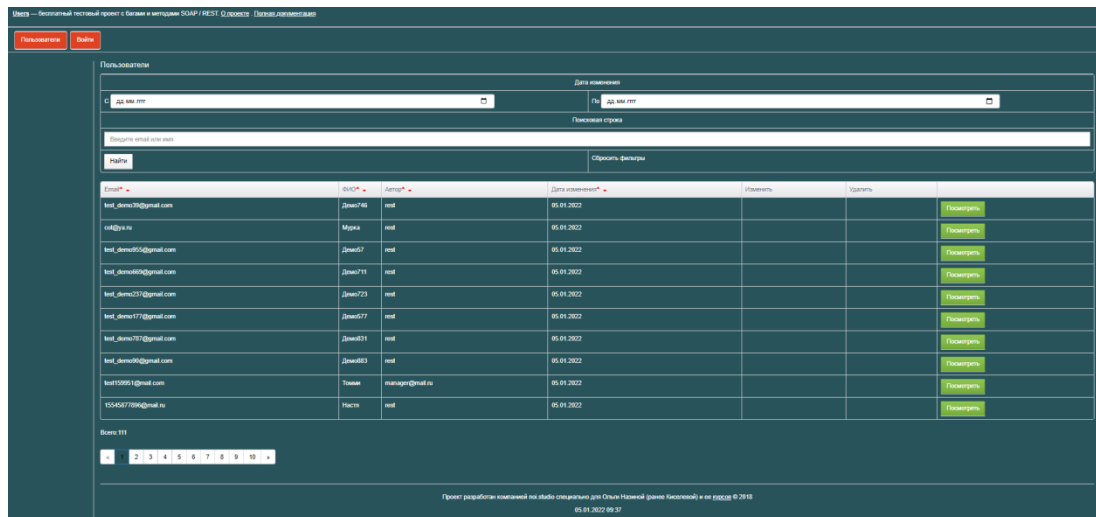 Users — бесплатный тестовый проект с багами и методами SOAP / REST. О проекте . Полная документация
Пользователи Войти
Пользователи
Дата изменения
С дд.мм.гггг По дд.мм.гггг
Поисковая строка
Введите email или имя
Найти Сбросить фильтры
Email* ФИО* Автор* Дата изменения* Изменить Удалить
test_demo39@gmail.com Демо746 rest 05.01.2022 Посмотреть
cot@ya.ru Мурка rest 05.01.2022 Посмотреть
test_demo955@gmail.com Демо57 rest 05.01.2022 Посмотреть
test_demo669@gmail.com Демо711 rest 05.01.2022 Посмотреть
test_demo237@gmail.com Демо723 rest 05.01.2022 Посмотреть
test_demo177@gmail.com Демо577 rest 05.01.2022 Посмотреть
test_demo787@gmail.com Демо831 rest 05.01.2022 Посмотреть
test_demo90@gmail.com Демо883 rest 05.01.2022 Посмотреть
test159951@mail.com Томми manager@mail.ru 05.01.2022 Посмотреть
15545877896@mail.ru Настя rest 05.01.2022 Посмотреть
Всего 111
« 1 2 3 4 5 6 7 8 9 10 »
Проект разработан компанией noi.studio специально для Ольги Назиной (ранее Киселевой) и ее курсов © 2018
05.01.2022 09:37